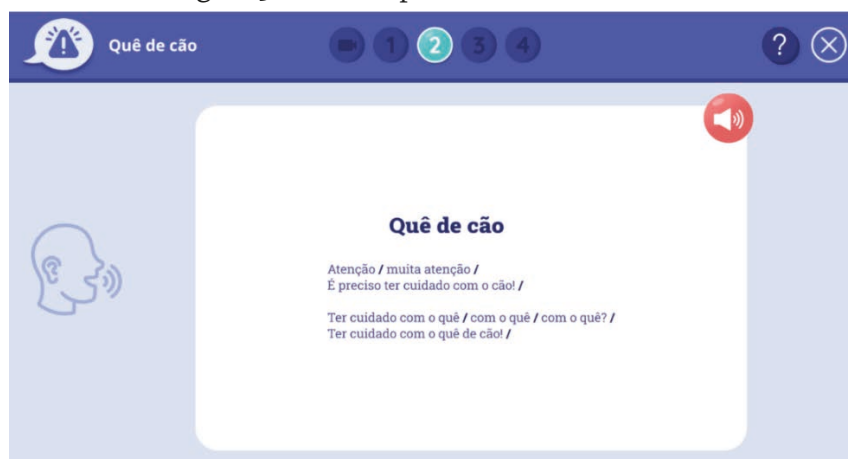 Quê de cão
1 2 3 4
?
Quê de cão
Atenção / muita atenção /
É preciso ter cuidado com o cão! /
Ter cuidado com o quê / com o quê / com o quê? /
Ter cuidado com o quê de cão! /